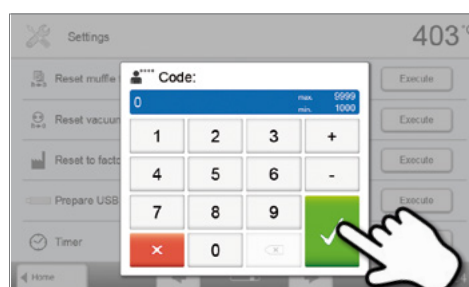 Settings
403°
**** Code:
0
max. 9999
min. 1000
1 2 3 +
4 5 6 -
7 8 9
× 0
Reset muffle
Execute
Reset vacuum
Execute
Reset to facto
Execute
Prepare USB
Execute
Timer
Home